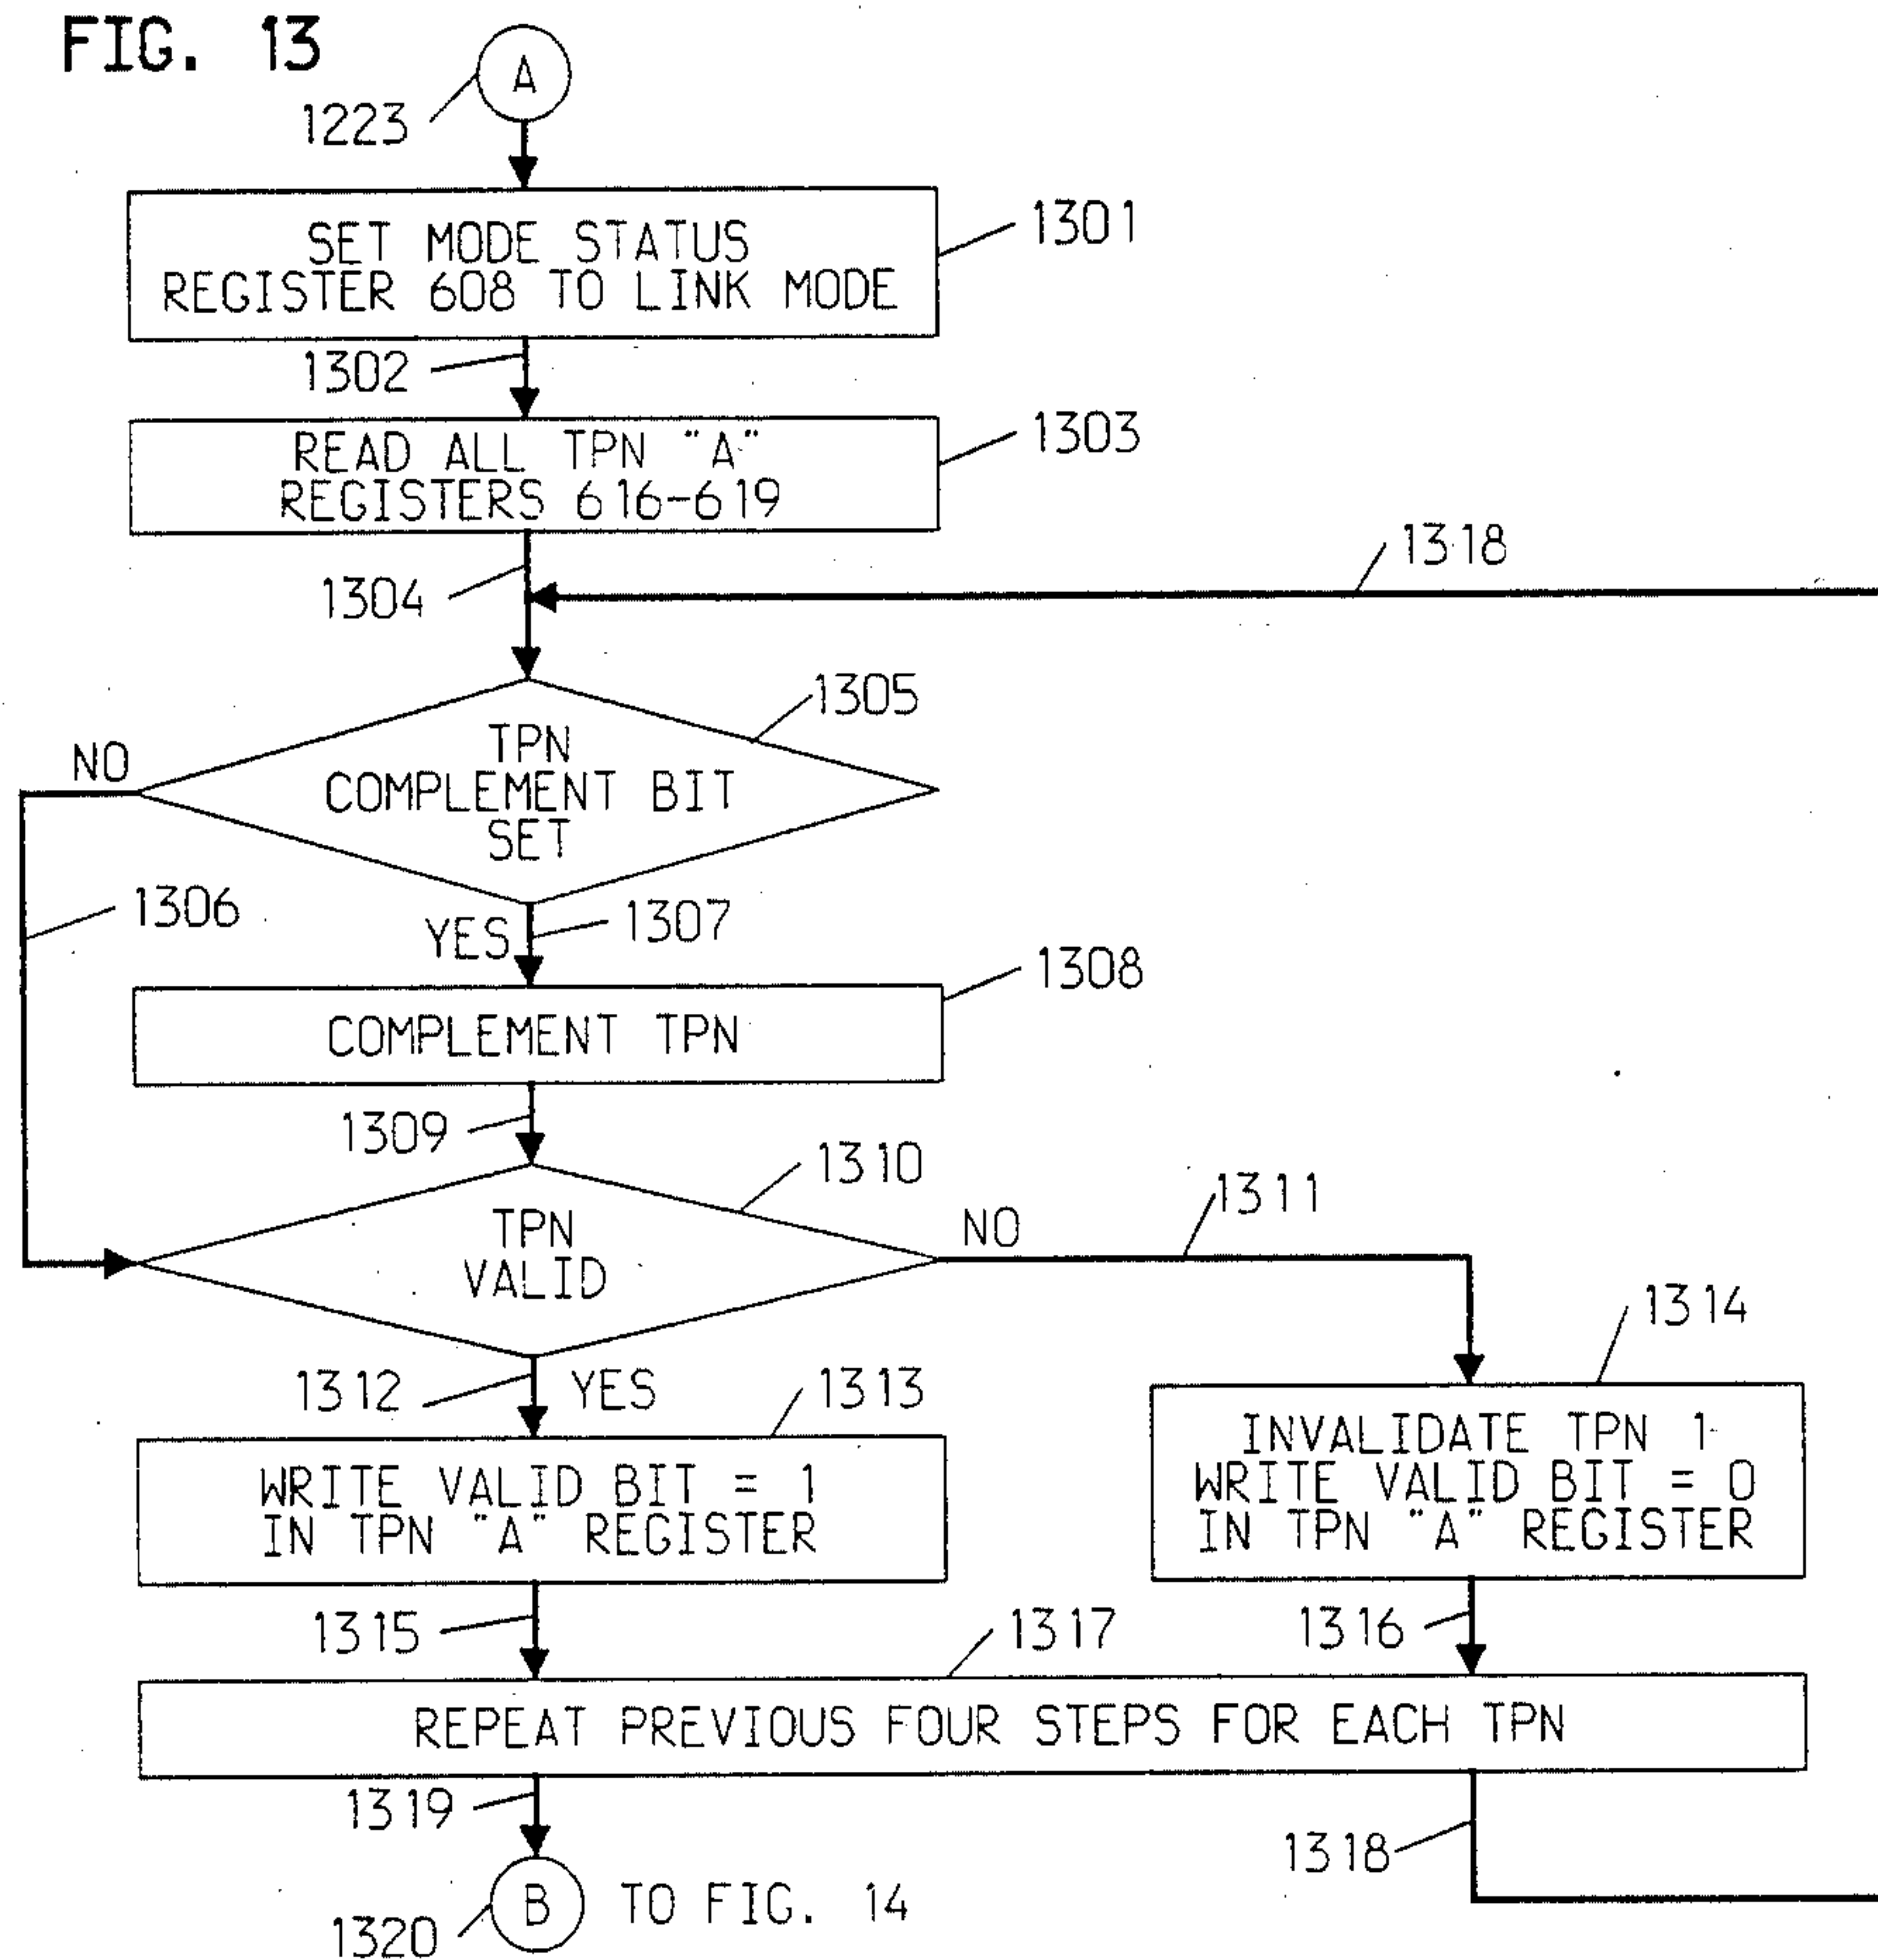 FIG. 13
A
1223
SET MODE STATUS
REGISTER 608 TO LINK MODE
1301
1302
READ ALL TPN "A"
REGISTERS 616-619
1303
1318
1304
1305
NO
TPN
COMPLEMENT BIT
SET
1306
YES
1307
1308
COMPLEMENT TPN
1309
1310
1311
NO
TPN
VALID
1314
1312
YES
1313
INVALIDATE TPN 1
WRITE VALID BIT = 0
IN TPN "A" REGISTER
WRITE VALID BIT = 1
IN TPN "A" REGISTER
1315
1317
1316
REPEAT PREVIOUS FOUR STEPS FOR EACH TPN
1319
1318
B
TO FIG. 14
1320